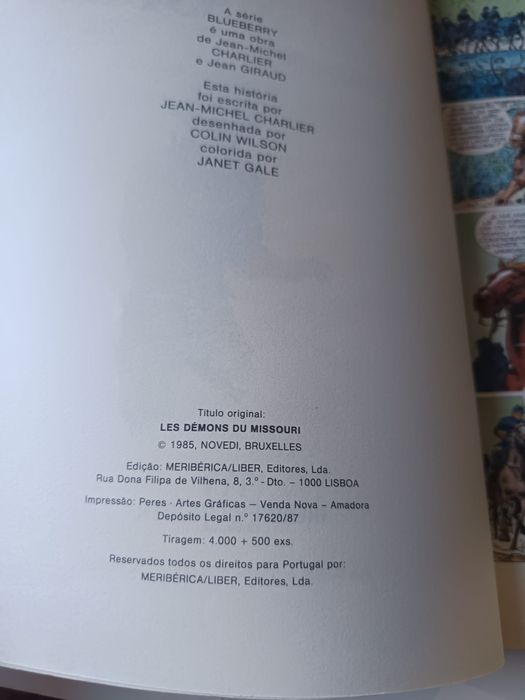 A série
BLUEBERRY
é uma obra
de Jean-Michel
CHARLIER
e Jean GIRAUD
Esta história
foi escrita por
JEAN-MICHEL CHARLIER
desenhada por
COLIN WILSON
colorida por
JANET GALE
Título original:
LES DÉMONS DU MISSOURI
© 1985, NOVEDI, BRUXELLES
Edição: MERIBÉRICA/LIBER, Editores, Lda.
Rua Dona Filipa de Vilhena, 8, 3.º - Dto. – 1000 LISBOA
Impressão: Peres - Artes Gráficas – Venda Nova - Amadora
Depósito Legal n.º 17620/87
Tiragem: 4.000 + 500 exs.
Reservados todos os direitos para Portugal por:
MERIBÉRICA/LIBER, Editores, Lda.